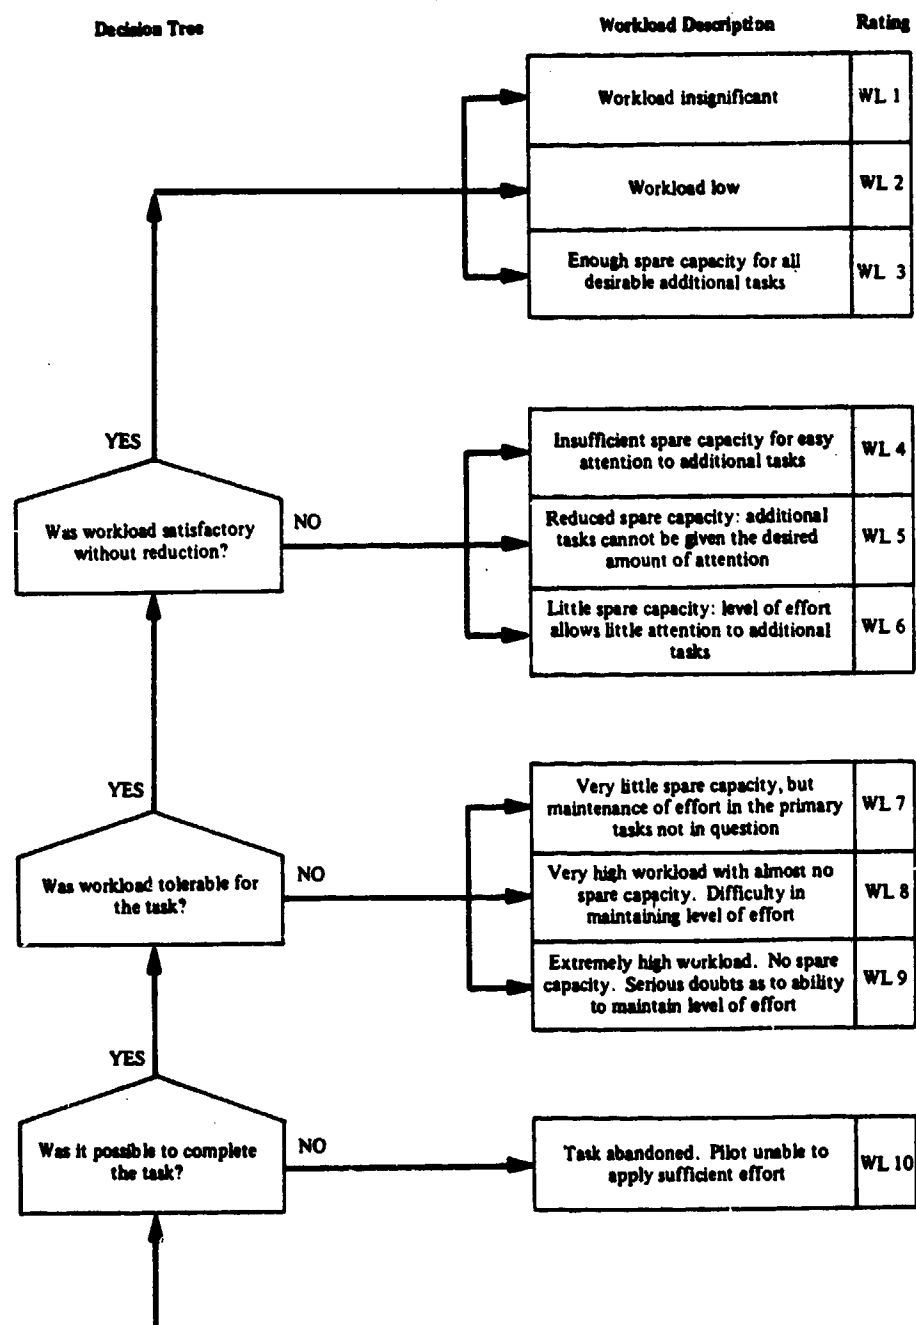 Decision Tree
Workload Description
Rating
Workload insignificant
WL 1
Workload low
WL 2
Enough spare capacity for all
desirable additional tasks
WL 3
YES
Was workload satisfactory
without reduction?
NO
Insufficient spare capacity for easy
attention to additional tasks
WL 4
Reduced spare capacity: additional
tasks cannot be given the desired
amount of attention
WL 5
Little spare capacity: level of effort
allows little attention to additional
tasks
WL 6
YES
Was workload tolerable for
the task?
NO
Very little spare capacity, but
maintenance of effort in the primary
tasks not in question
WL 7
Very high workload with almost no
spare capacity. Difficulty in
maintaining level of effort
WL 8
Extremely high workload. No spare
capacity. Serious doubts as to ability
to maintain level of effort
WL 9
YES
Was it possible to complete
the task?
NO
Task abandoned. Pilot unable to
apply sufficient effort
WL 10